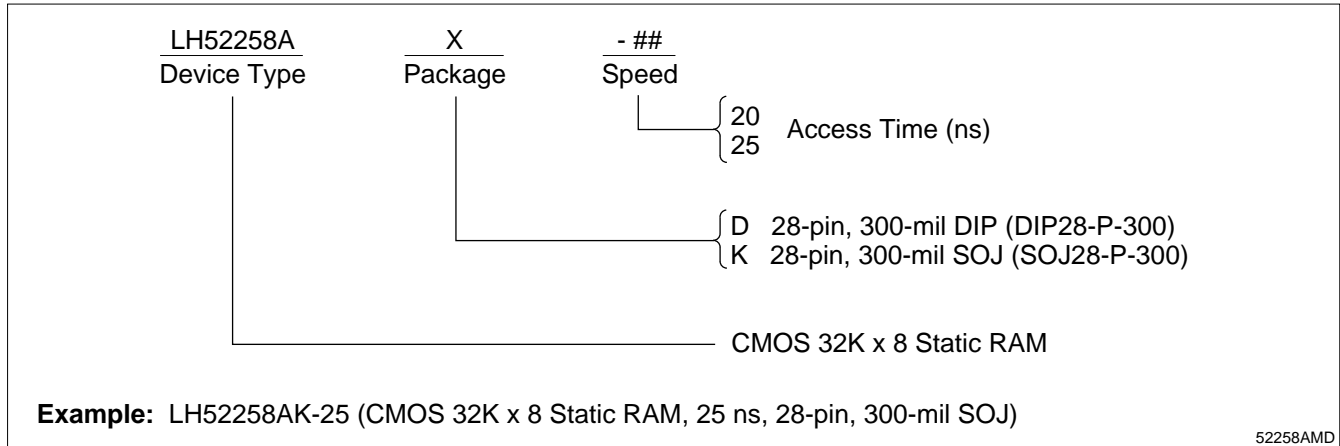 LH52258A X - ##
Device Type Package Speed
20
25
Access Time (ns)
D 28-pin, 300-mil DIP (DIP28-P-300)
K 28-pin, 300-mil SOJ (SOJ28-P-300)
CMOS 32K x 8 Static RAM
Example: LH52258AK-25 (CMOS 32K x 8 Static RAM, 25 ns, 28-pin, 300-mil SOJ)
52258AMD